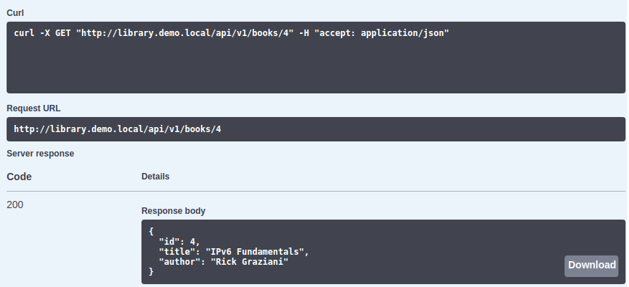 Curl
curl -X GET "http://library.demo.local/api/v1/books/4" -H "accept: application/json"
Request URL
http://library.demo.local/api/v1/books/4
Server response
Code Details
200
Response body
{
  "id": 4,
  "title": "IPv6 Fundamentals",
  "author": "Rick Graziani"
}
Download